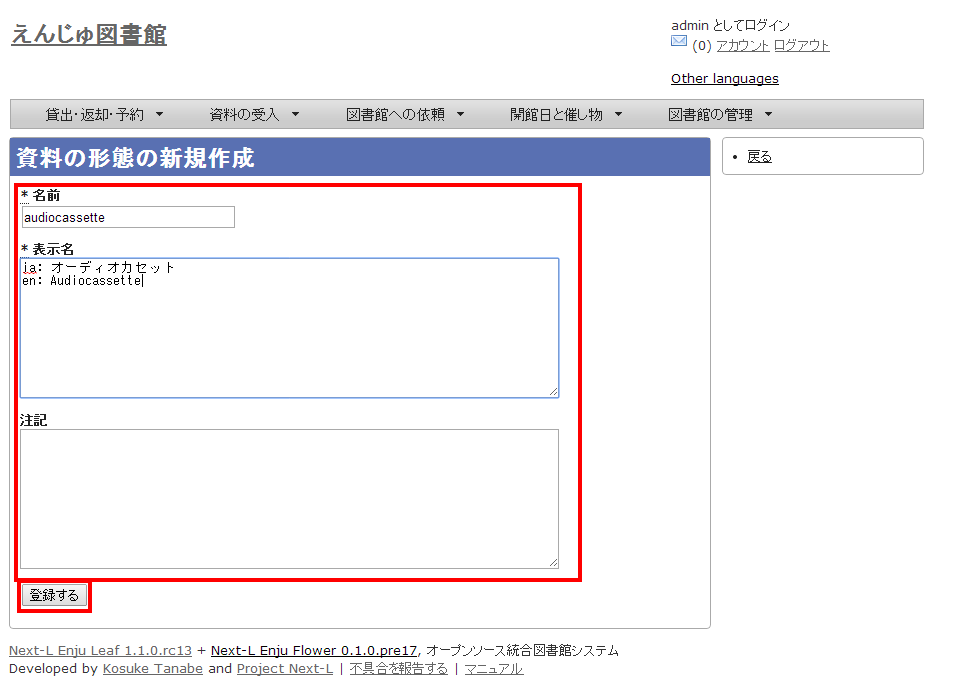 えんじゅ図書館
admin としてログイン
(0) アカウント ログアウト
Other languages
貸出・返却・予約 ▼ 資料の受入 ▼ 図書館への依頼 ▼ 開館日と催し物 ▼ 図書館の管理 ▼
資料の形態の新規作成
• 戻る
* 名前
audiocassette
* 表示名
ja: オーディオカセット
en: Audiocassette
注記
登録する
Next-L Enju Leaf 1.1.0.rc13 + Next-L Enju Flower 0.1.0.pre17, オープンソース統合図書館システム
Developed by Kosuke Tanabe and Project Next-L | 不具合を報告する | マニュアル